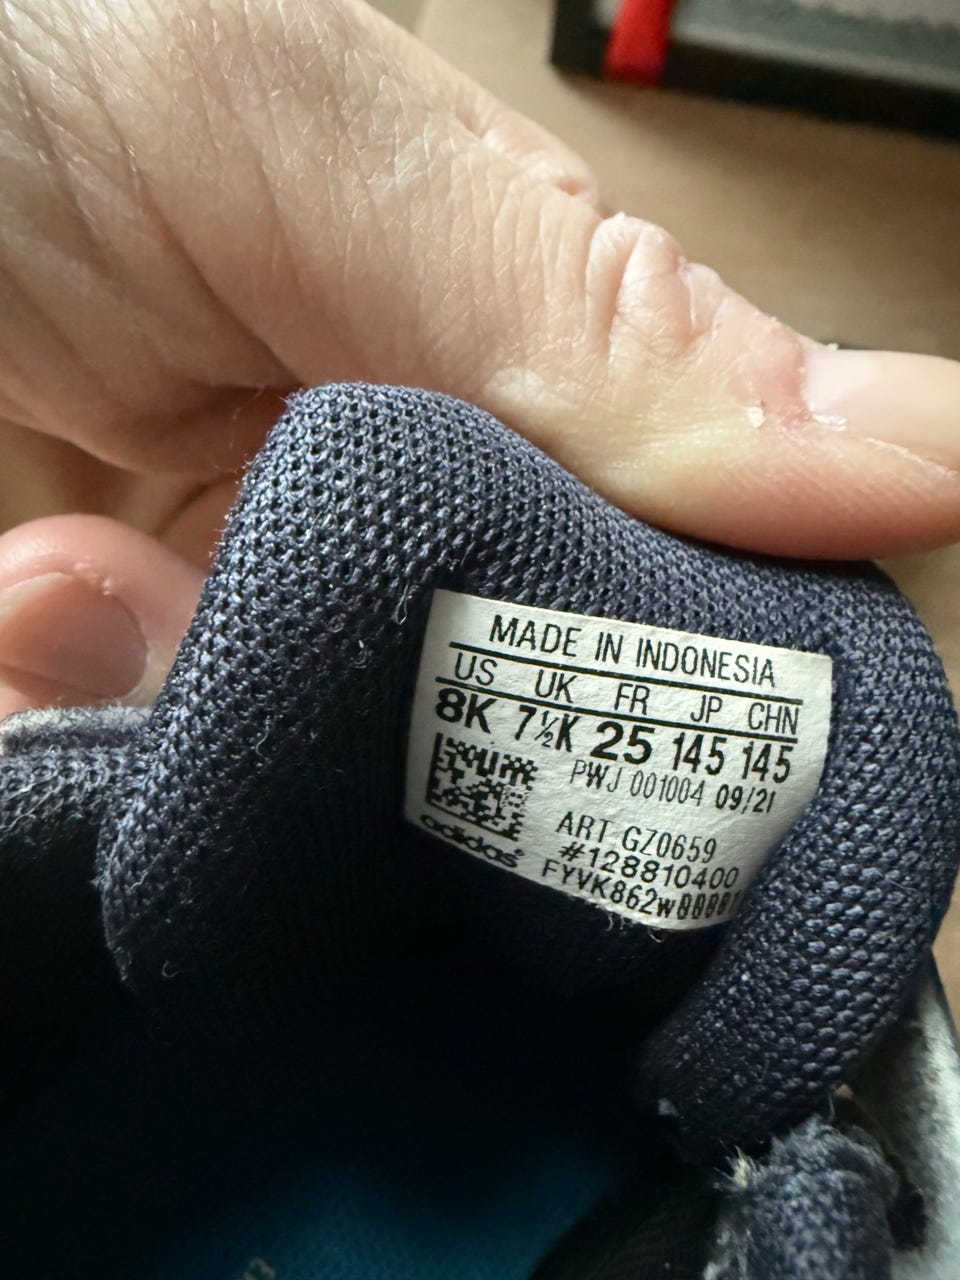 MADE IN INDONESIA
US UK FR JP CHN
8K 7½K 25 145 145
PWJ 001004 09/21
ART GZ0659
#128810400
adidas